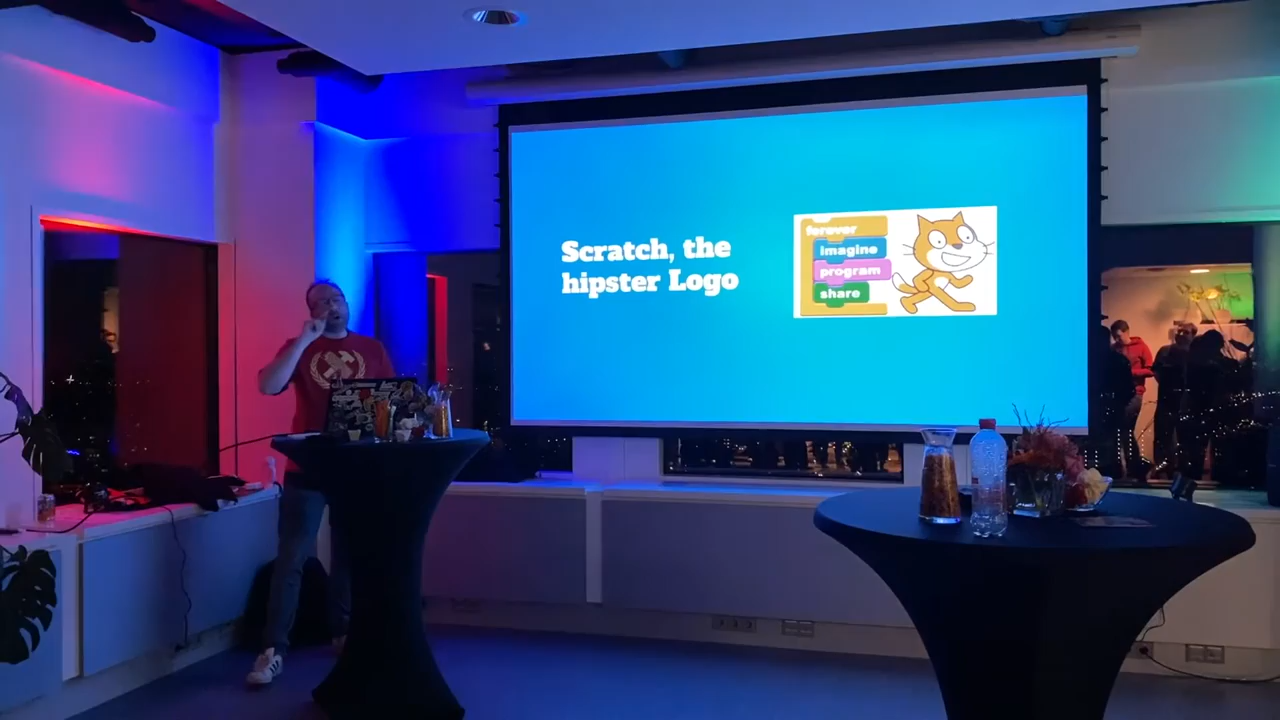 Scratch, the
hipster Logo
forever
imagine
program
share